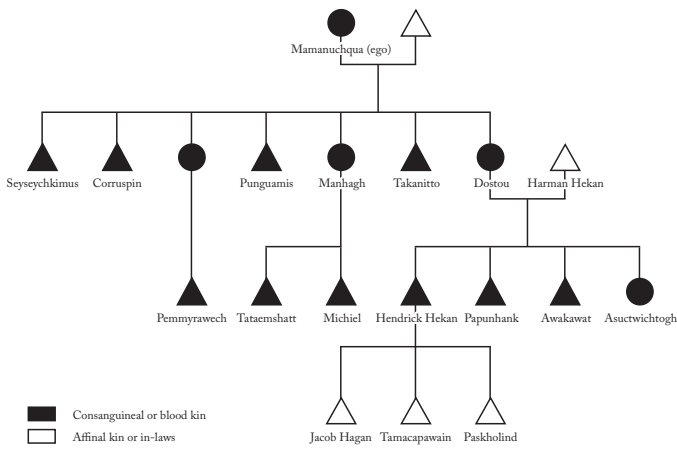 Mamanuchqua (ego)
Seyseychkimus Corruspin Punguamis Manhagh Takanitto Dostou Harman Hekan
Pemmyrawech Tataemshatt Michiel Hendrick Hekan Papunhank Awakawat Asuctwichtogh
Jacob Hagan Tamacapawain Paskholind
Consanguineal or blood kin
Affinal kin or in-laws